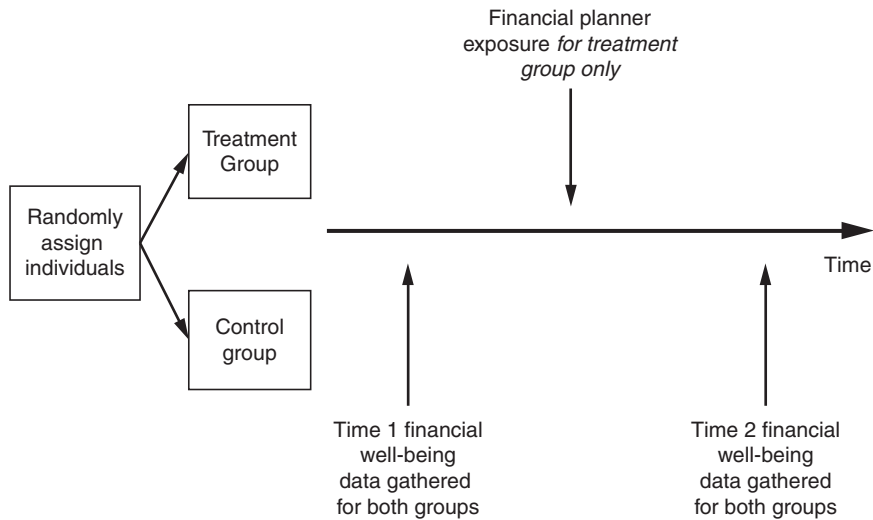 Financial planner
exposure for treatment
group only
Treatment
Group
Randomly
assign
individuals
Control
group
Time
Time 1 financial
well-being
data gathered
for both groups
Time 2 financial
well-being
data gathered
for both groups